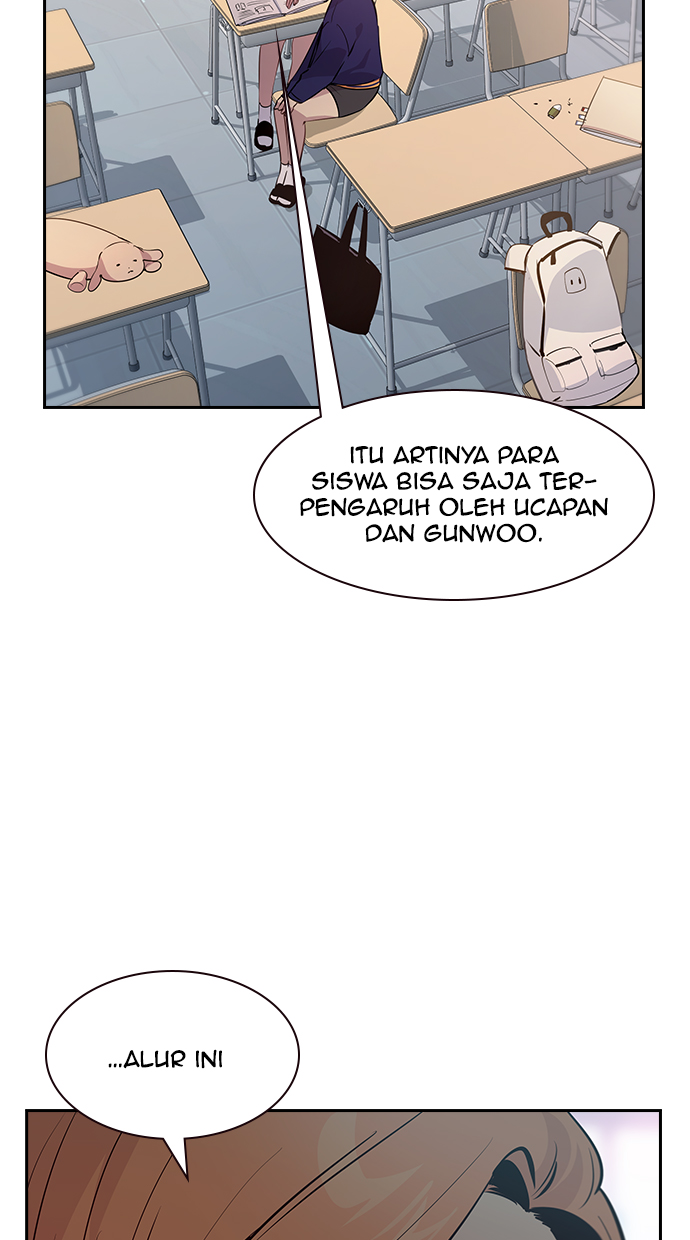 ITU ARTINYA PARA
SISWA BISA SAJA TER-
PENGARUH OLEH UCAPAN
DAN GUNWOO.
...ALUR INI